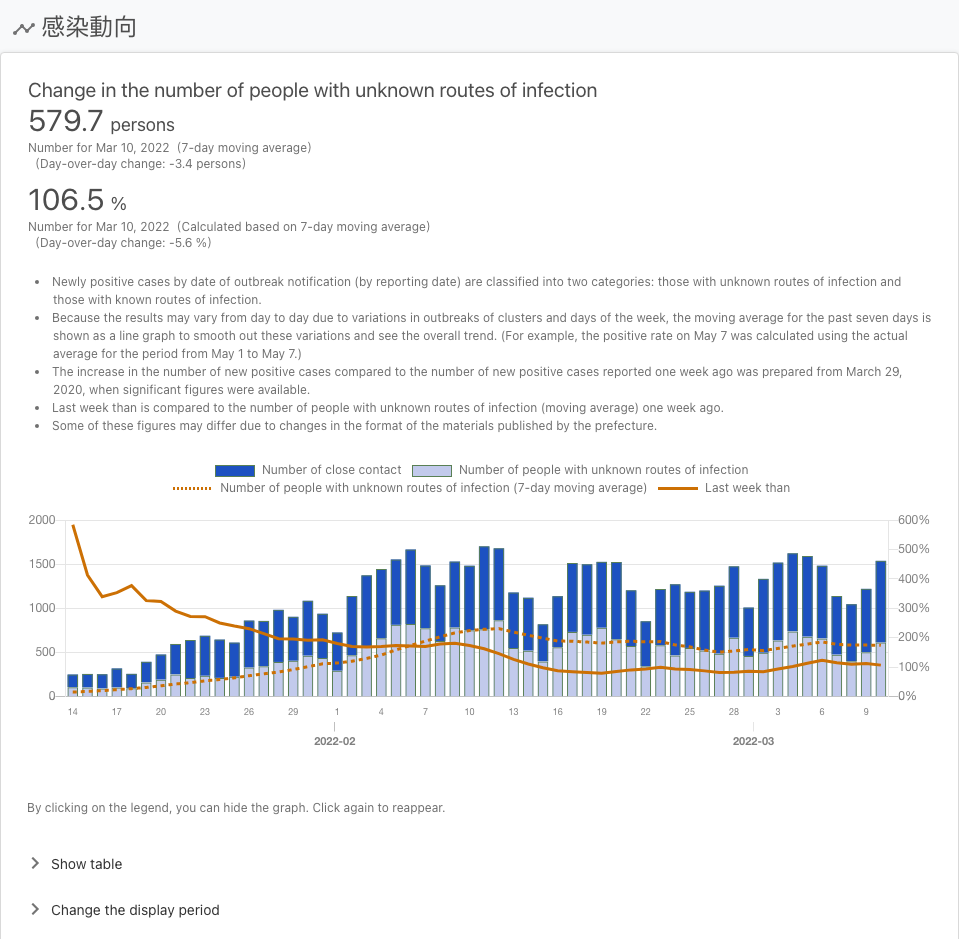 感染動向
Change in the number of people with unknown routes of infection
579.7 persons
Number for Mar 10, 2022 (7-day moving average)
(Day-over-day change: -3.4 persons)
106.5 %
Number for Mar 10, 2022 (Calculated based on 7-day moving average)
(Day-over-day change: -5.6 %)
• Newly positive cases by date of outbreak notification (by reporting date) are classified into two categories: those with unknown routes of infection and
those with known routes of infection.
• Because the results may vary from day to day due to variations in outbreaks of clusters and days of the week, the moving average for the past seven days is
shown as a line graph to smooth out these variations and see the overall trend. (For example, the positive rate on May 7 was calculated using the actual
average for the period from May 1 to May 7.)
• The increase in the number of new positive cases compared to the number of new positive cases reported one week ago was prepared from March 29,
2020, when significant figures were available.
• Last week than is compared to the number of people with unknown routes of infection (moving average) one week ago.
• Some of these figures may differ due to changes in the format of the materials published by the prefecture.
Number of close contact Number of people with unknown routes of infection
Number of people with unknown routes of infection (7-day moving average) Last week than
2000 600%
500%
1500
400%
1000 300%
200%
500
100%
0 0%
14 17 20 23 26 29 1 4 7 10 13 16 19 22 25 28 3 6 9
2022-02 2022-03
By clicking on the legend, you can hide the graph. Click again to reappear.
Show table
Change the display period